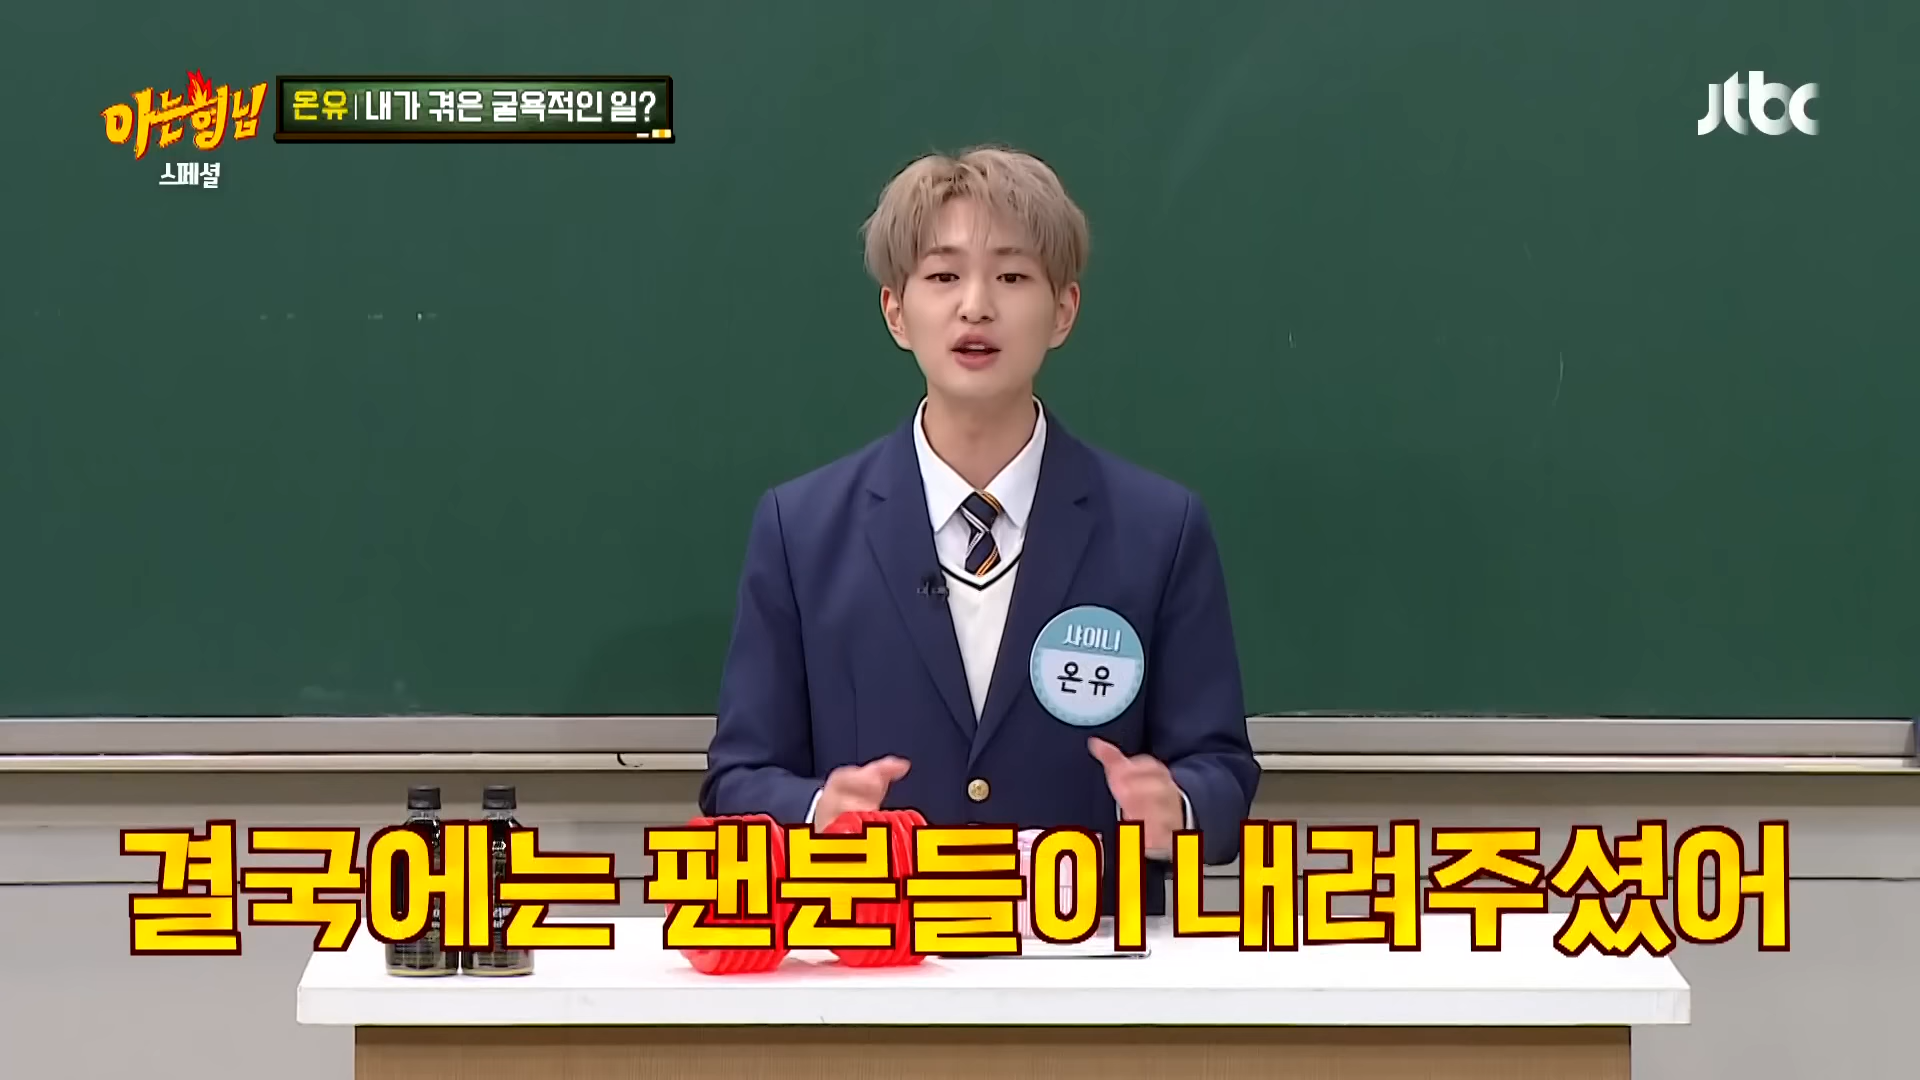 아는형님
스페셜
온유 | 내가 겪은 굴욕적인 일?
jtbc
샤이니
온유
결국에는 팬분들이 내려주셨어